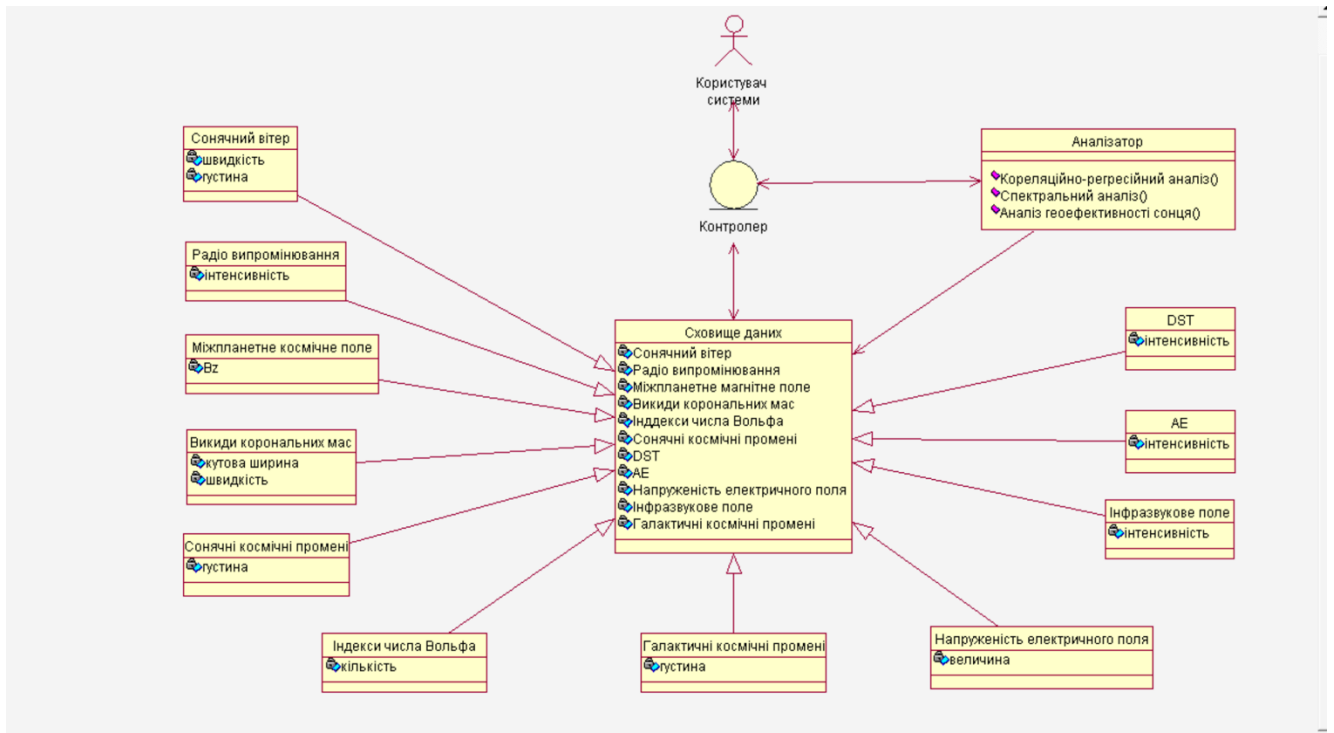 Користувач
системи
Сонячний вітер
швидкість
густина
Аналізатор
Кореляційно-регресійний аналіз()
Спектральний аналіз()
Аналіз геоефективності сонця()
Контролер
Радіо випромінювання
інтенсивність
Міжпланетне космічне поле
Bz
Викиди корональних мас
кутова ширина
швидкість
Сонячні космічні промені
густина
Сховище даних
Сонячний вітер
Радіо випромінювання
Міжпланетне магнітне поле
Викиди корональних мас
Інддекси числа Вольфа
Сонячні космічні промені
DST
AE
Напруженість електричного поля
Інфразвукове поле
Галактичні космічні промені
DST
інтенсивність
AE
інтенсивність
Інфразвукове поле
інтенсивність
Індекси числа Вольфа
кількість
Галактичні космічні промені
густина
Напруженість електричного поля
величина